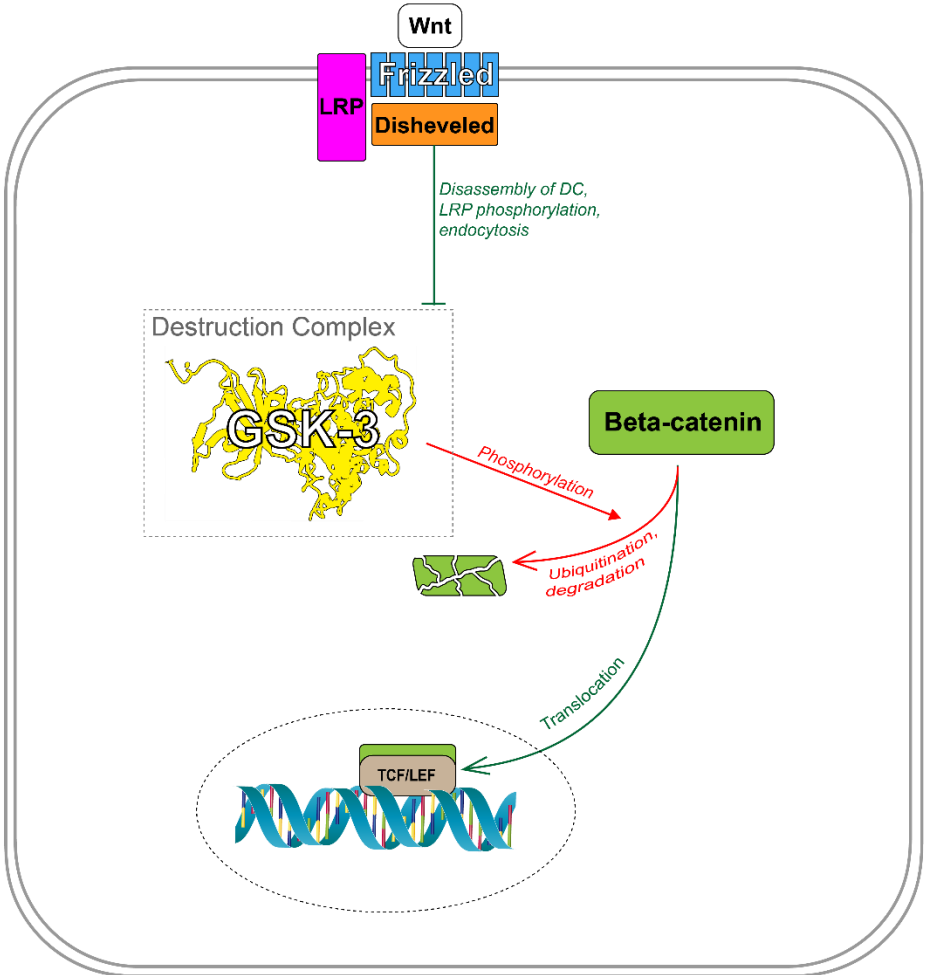 Wnt
Frizzled
LRP
Disheveled
Disassembly of DC,
LRP phosphorylation,
endocytosis
Destruction Complex
GSK-3
Beta-catenin
Phosphorylation
Ubiquitination,
degradation
Translocation
TCF/LEF